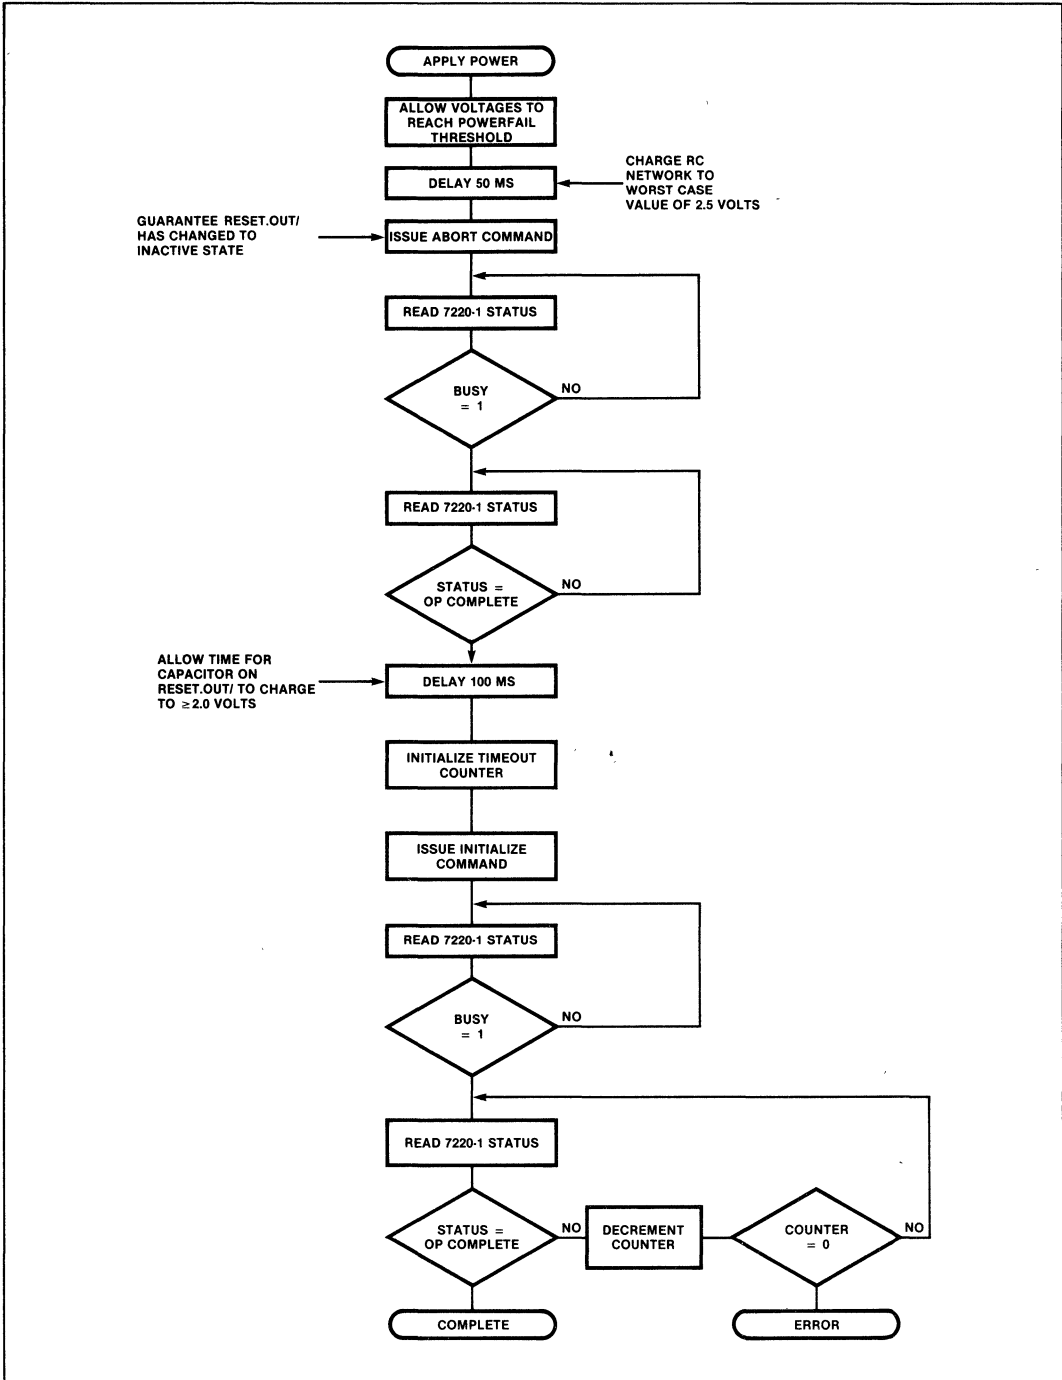 APPLY POWER
ALLOW VOLTAGES TO
REACH POWERFAIL
THRESHOLD
DELAY 50 MS
CHARGE RC
NETWORK TO
WORST CASE
VALUE OF 2.5 VOLTS
GUARANTEE RESET.OUT/
HAS CHANGED TO
INACTIVE STATE
ISSUE ABORT COMMAND
READ 7220-1 STATUS
BUSY
= 1
NO
READ 7220-1 STATUS
STATUS =
OP COMPLETE
NO
ALLOW TIME FOR
CAPACITOR ON
RESET.OUT/ TO CHARGE
TO ≥2.0 VOLTS
DELAY 100 MS
INITIALIZE TIMEOUT
COUNTER
ISSUE INITIALIZE
COMMAND
READ 7220-1 STATUS
BUSY
= 1
NO
READ 7220-1 STATUS
STATUS =
OP COMPLETE
NO
DECREMENT
COUNTER
COUNTER
= 0
NO
COMPLETE
ERROR